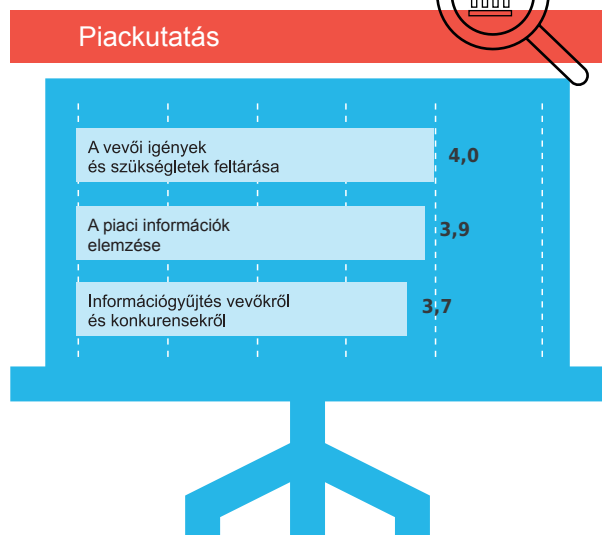 Piackutatás
A vevői igények
és szükségletek feltárása
4,0
A piaci információk
elemzése
3,9
Információgyűjtés vevőkről
és konkurensekről
3,7